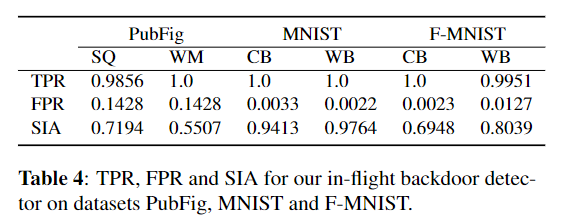 PubFig MNIST F-MNIST
SQ WM CB WB CB WB
TPR 0.9856 1.0 1.0 1.0 1.0 0.9951
FPR 0.1428 0.1428 0.0033 0.0022 0.0023 0.0127
SIA 0.7194 0.5507 0.9413 0.9764 0.6948 0.8039
Table 4: TPR, FPR and SIA for our in-flight backdoor detec-
tor on datasets PubFig, MNIST and F-MNIST.